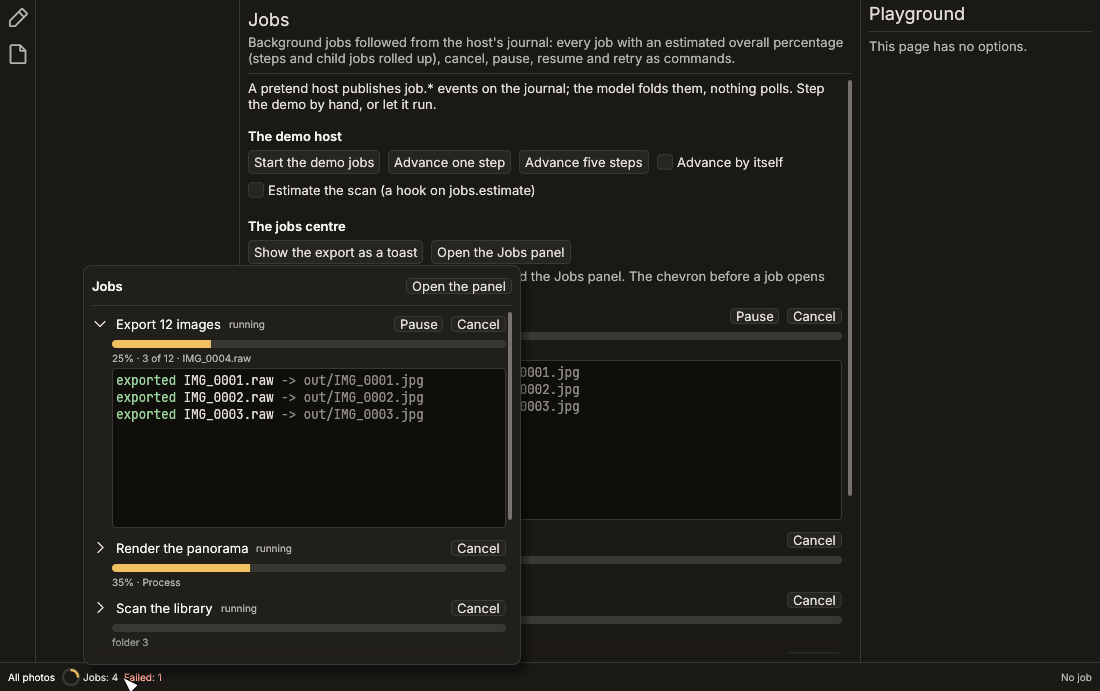 Jobs
Background jobs followed from the host's journal: every job with an estimated overall percentage
(steps and child jobs rolled up), cancel, pause, resume and retry as commands.
A pretend host publishes job.* events on the journal; the model folds them, nothing polls. Step
the demo by hand, or let it run.
The demo host
Start the demo jobs Advance one step Advance five steps Advance by itself
Estimate the scan (a hook on jobs.estimate)
The jobs centre
Show the export as a toast Open the Jobs panel
d the Jobs panel. The chevron before a job opens
Pause Cancel
0001.jpg
0002.jpg
0003.jpg
Cancel
Cancel
Jobs Open the panel
Export 12 images running Pause Cancel
25% · 3 of 12 · IMG_0004.raw
exported IMG_0001.raw -> out/IMG_0001.jpg
exported IMG_0002.raw -> out/IMG_0002.jpg
exported IMG_0003.raw -> out/IMG_0003.jpg
Render the panorama running Cancel
35% · Process
Scan the library running Cancel
folder 3
Playground
This page has no options.
All photos Jobs: 4 Failed: 1 No job